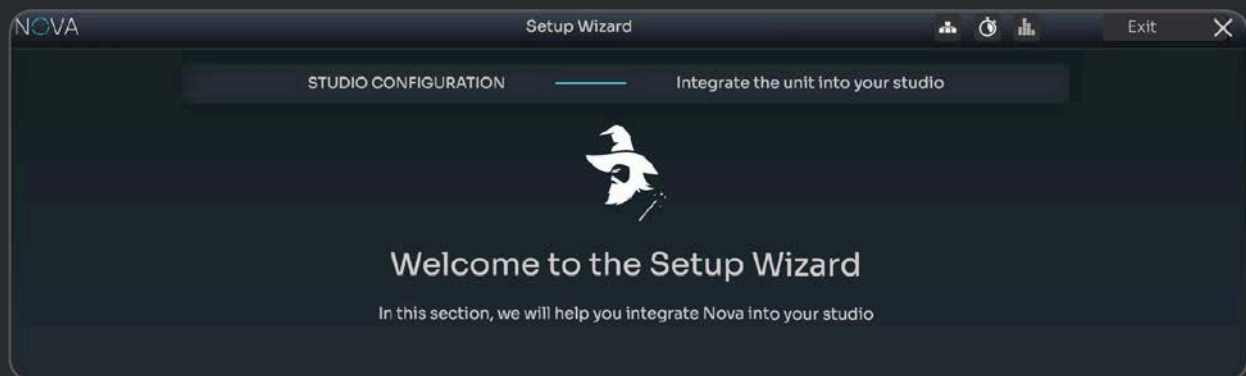 NOVA
Setup Wizard
Exit
STUDIO CONFIGURATION
Integrate the unit into your studio
Welcome to the Setup Wizard
In this section, we will help you integrate Nova into your studio